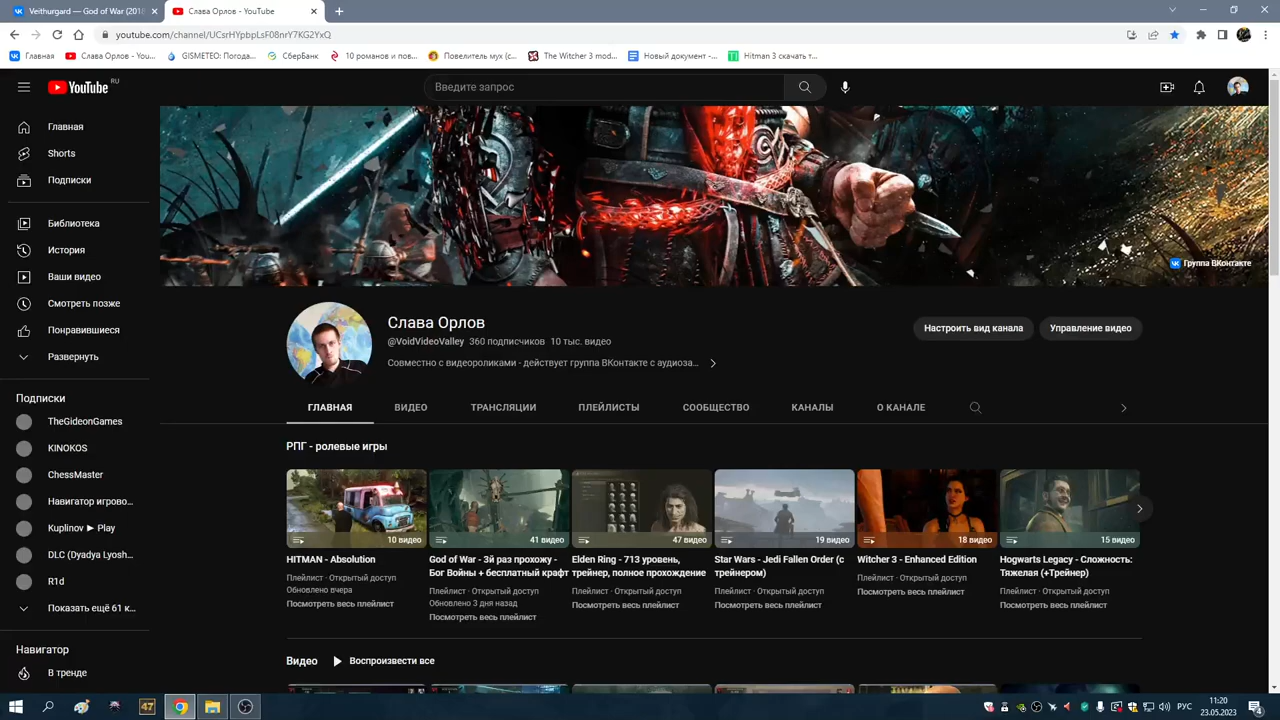 Veithurgard — God of War (2018
Слава Орлов - YouTube
youtube.com/channel/UCsrHYpbpLsF08nrY7KG2YxQ
Главная
Слава Орлов - You...
GISMETEO: Погода...
СберБанк
10 романов и пов...
Повелитель мух (с...
The Witcher 3 mod...
Новый документ -...
Hitman 3 скачать т...
YouTube
RU
Введите запрос
Главная
Shorts
Подписки
Библиотека
История
Ваши видео
Смотреть позже
Понравившиеся
Развернуть
Подписки
TheGideonGames
KINOKOS
ChessMaster
Навигатор игрово...
Kuplinov ► Play
DLC (Dyadya Lyosh...
R1d
Показать ещё 61 к...
Навигатор
В тренде
Группа ВКонтакте
Слава Орлов
@VoidVideoValley 360 подписчиков 10 тыс. видео
Совместно с видеороликами - действует группа ВКонтакте с аудиоза...
Настроить вид канала
Управление видео
ГЛАВНАЯ
ВИДЕО
ТРАНСЛЯЦИИ
ПЛЕЙЛИСТЫ
СООБЩЕСТВО
КАНАЛЫ
О КАНАЛЕ
РПГ - ролевые игры
10 видео
HITMAN - Absolution
Плейлист · Открытый доступ
Обновлено вчера
Посмотреть весь плейлист
41 видео
God of War - 3й раз прохожу -
Бог Войны + бесплатный крафт
Плейлист · Открытый доступ
Обновлено 3 дня назад
Посмотреть весь плейлист
47 видео
Elden Ring - 713 уровень,
трейнер, полное прохождение
Плейлист · Открытый доступ
Посмотреть весь плейлист
19 видео
Star Wars - Jedi Fallen Order (с
трейнером)
Плейлист · Открытый доступ
Посмотреть весь плейлист
18 видео
Witcher 3 - Enhanced Edition
Плейлист · Открытый доступ
Посмотреть весь плейлист
15 видео
Hogwarts Legacy - Сложность:
Тяжелая (+Трейнер)
Плейлист · Открытый доступ
Посмотреть весь плейлист
Видео
Воспроизвести все
47
РУС
11:20
23.05.2023
4